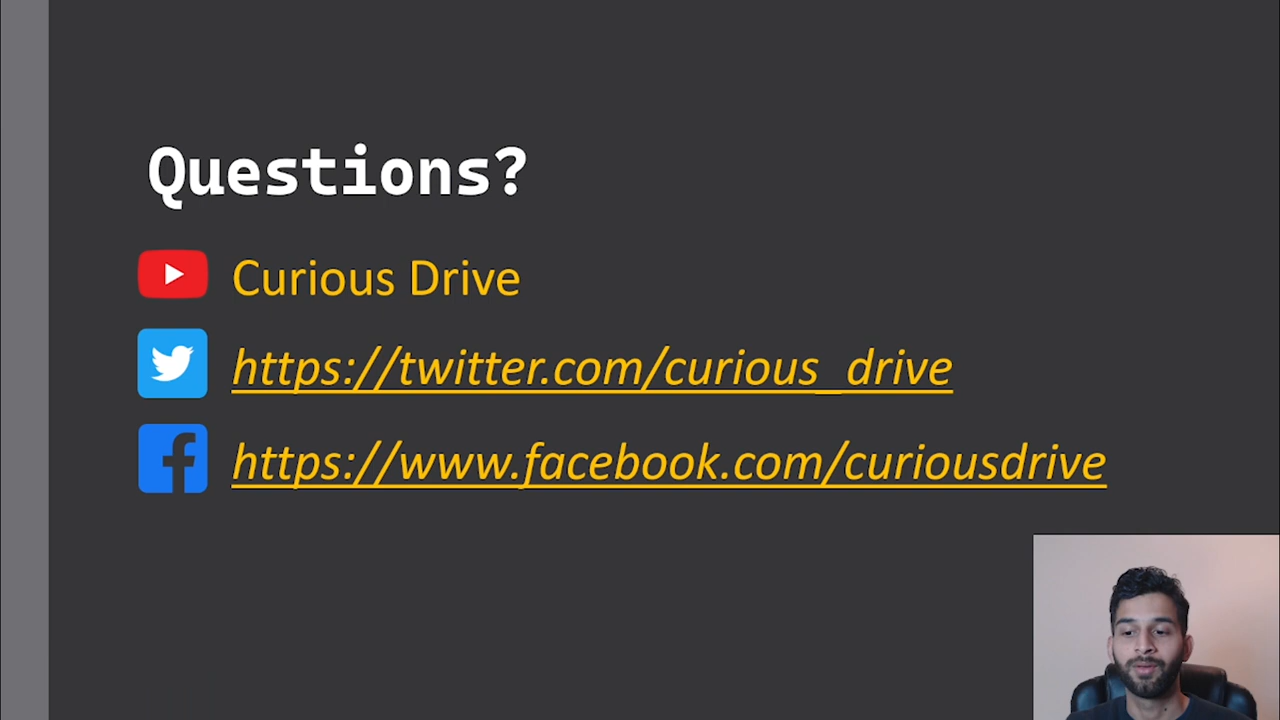 Questions?
Curious Drive
https://twitter.com/curious_drive
https://www.facebook.com/curiousdrive